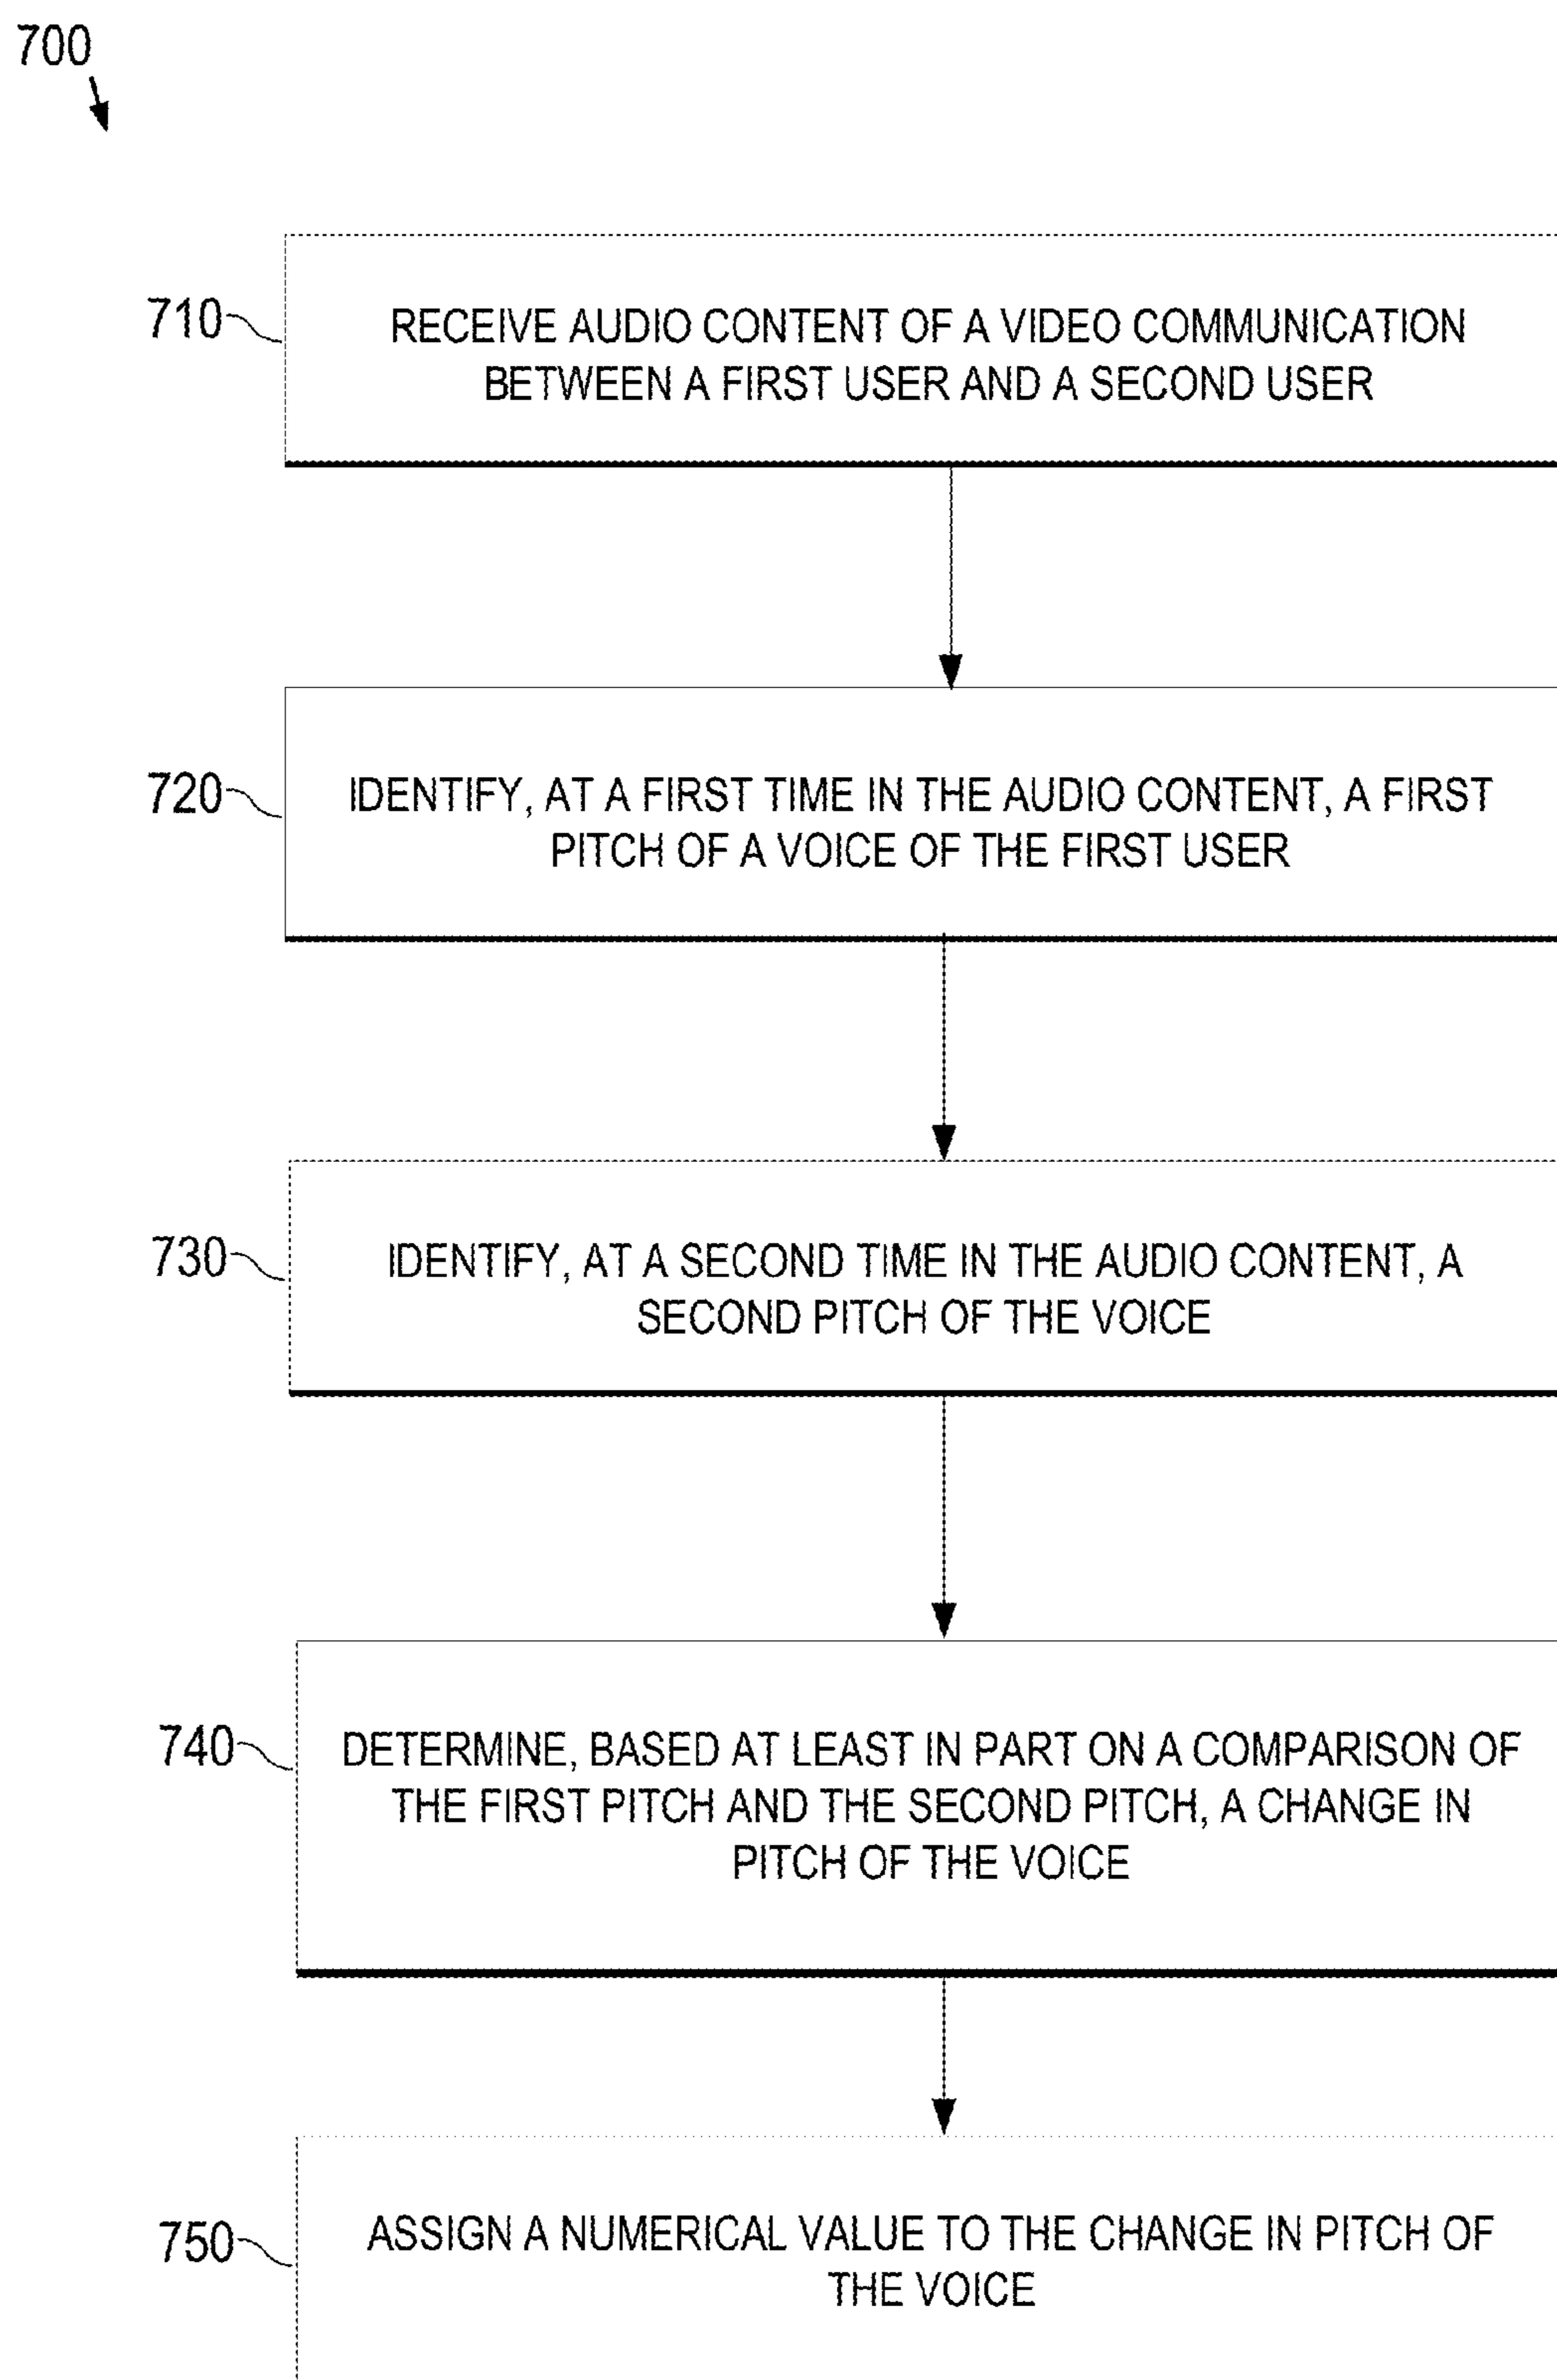 700
710
RECEIVE AUDIO CONTENT OF A VIDEO COMMUNICATION
BETWEEN A FIRST USER AND A SECOND USER
720
IDENTIFY, AT A FIRST TIME IN THE AUDIO CONTENT, A FIRST
PITCH OF A VOICE OF THE FIRST USER
730
IDENTIFY, AT A SECOND TIME IN THE AUDIO CONTENT, A
SECOND PITCH OF THE VOICE
740
DETERMINE, BASED AT LEAST IN PART ON A COMPARISON OF
THE FIRST PITCH AND THE SECOND PITCH, A CHANGE IN
PITCH OF THE VOICE
750
ASSIGN A NUMERICAL VALUE TO THE CHANGE IN PITCH OF
THE VOICE